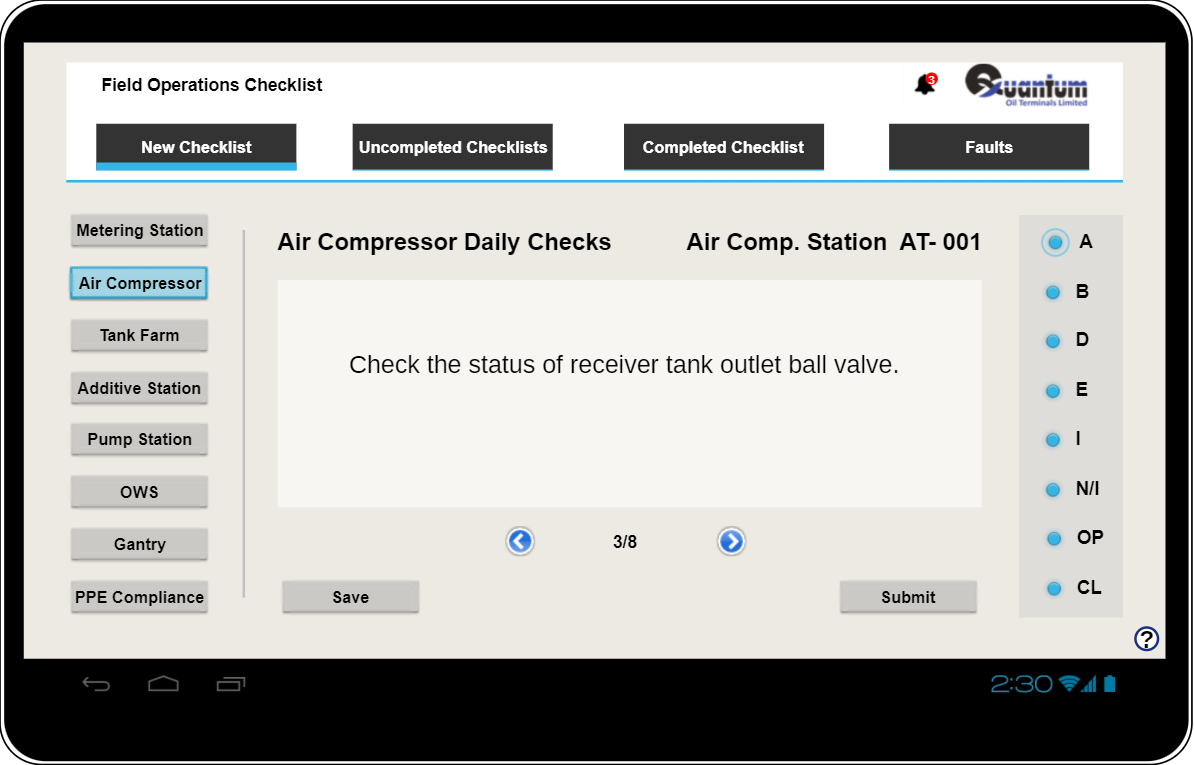 Field Operations Checklist
3
Quantum
Oil Terminals Limited
New Checklist
Uncompleted Checklists
Completed Checklist
Faults
Metering Station
Air Compressor
Tank Farm
Additive Station
Pump Station
OWS
Gantry
PPE Compliance
Air Compressor Daily Checks
Air Comp. Station AT- 001
Check the status of receiver tank outlet ball valve.
3/8
Save
Submit
A
B
D
E
I
N/I
OP
CL
?
2:30